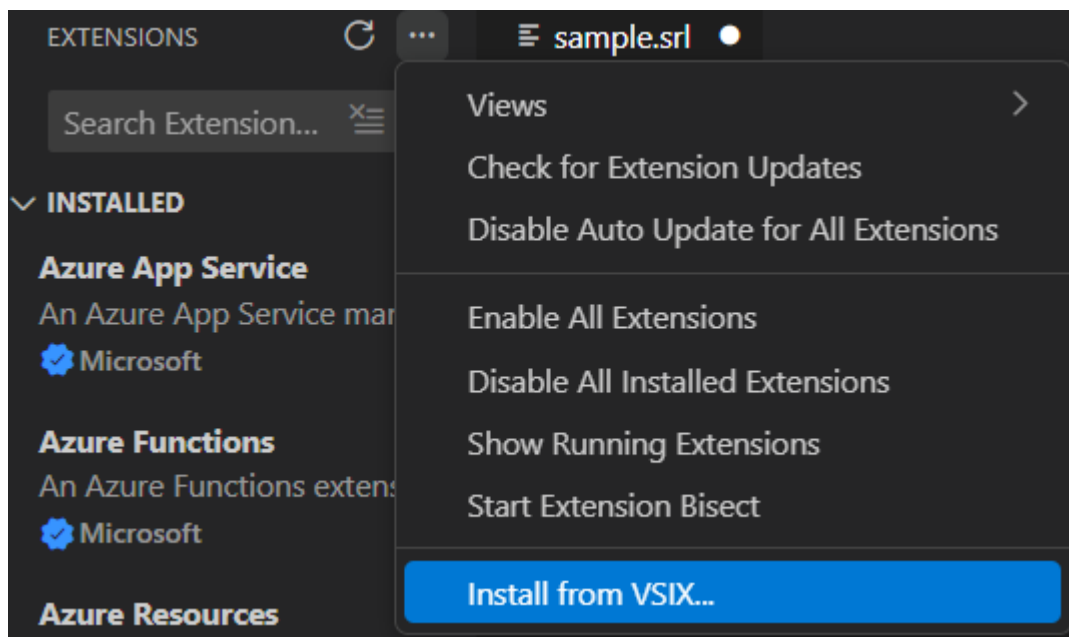 EXTENSIONS
sample.srl
Search Extension...
INSTALLED
Azure App Service
An Azure App Service
Microsoft
Azure Functions
An Azure Functions
Microsoft
Azure Resources
Views
Check for Extension Updates
Disable Auto Update for All Extensions
Enable All Extensions
Disable All Installed Extensions
Show Running Extensions
Start Extension Bisect
Install from VSIX...